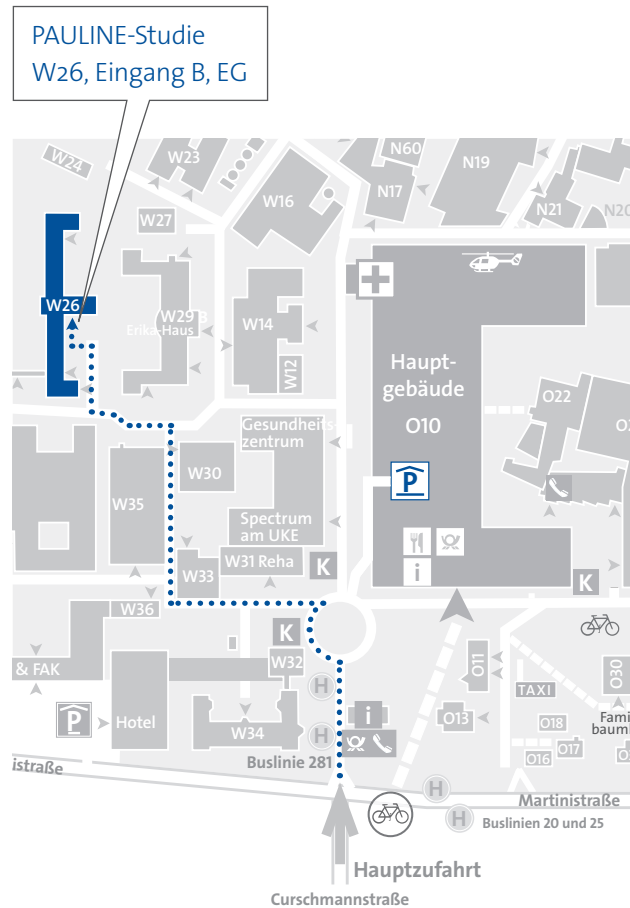 PAULINE-Studie
W26, Eingang B, EG
W24
W23
N60
N19
N17
W16
N21
N20
W27
W26
W29 B
Erika-Haus
W14
W12
Haupt-
gebäude
O10
O22
Gesundheits-
zentrum
W30
P
W35
Spectrum
am UKE
W31 Reha
K
W33
i
K
W36
K
W32
O11
O30
& FAK
TAXI
H
P
Hotel
i
O13
O18
W34
H
O17
O16
Buslinie 281
istraße
H
Martinistraße
H
Buslinien 20 und 25
Hauptzufahrt
Curschmannstraße